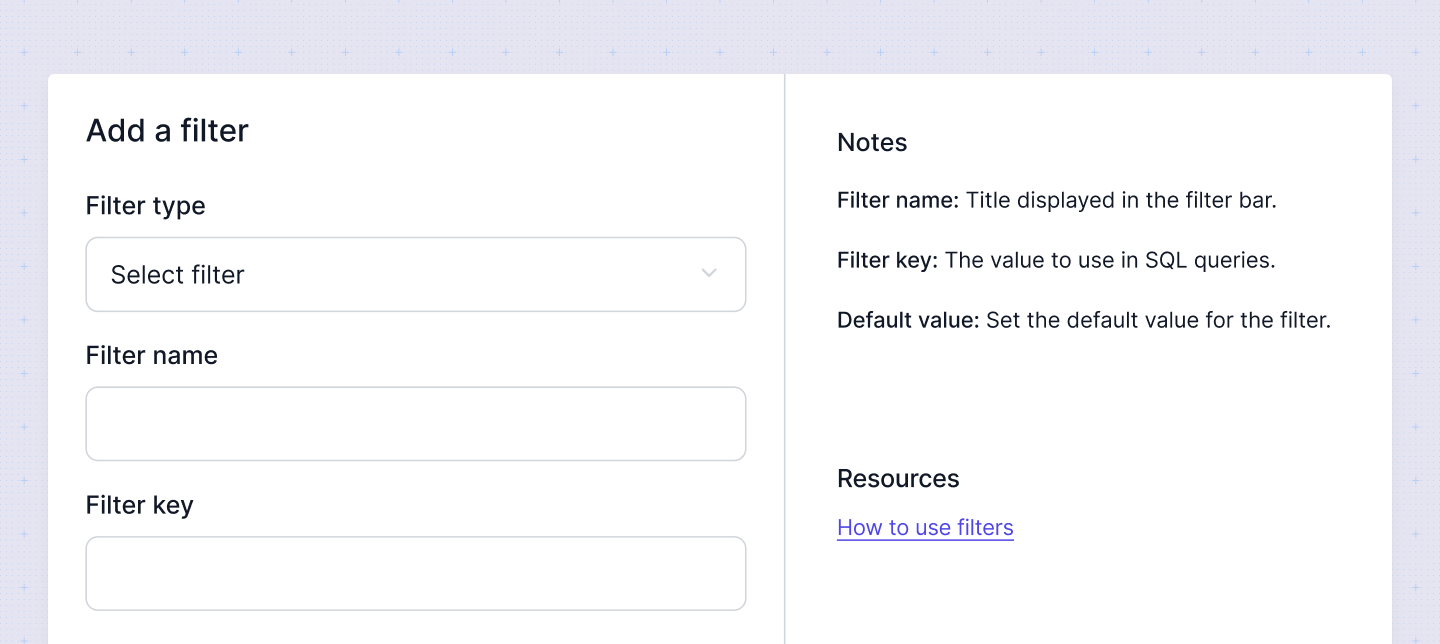 Add a filter
Filter type
Select filter
Filter name
Filter key
Notes
Filter name: Title displayed in the filter bar.
Filter key: The value to use in SQL queries.
Default value: Set the default value for the filter.
Resources
How to use filters